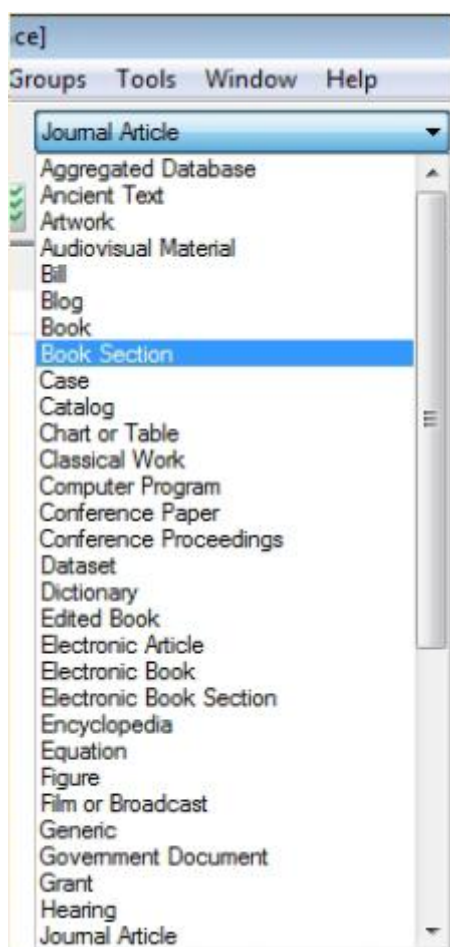 ce]
Groups Tools Window Help
Journal Article
Aggregated Database
Ancient Text
Artwork
Audiovisual Material
Bill
Blog
Book
Book Section
Case
Catalog
Chart or Table
Classical Work
Computer Program
Conference Paper
Conference Proceedings
Dataset
Dictionary
Edited Book
Electronic Article
Electronic Book
Electronic Book Section
Encyclopedia
Equation
Figure
Film or Broadcast
Generic
Government Document
Grant
Hearing
Journal Article